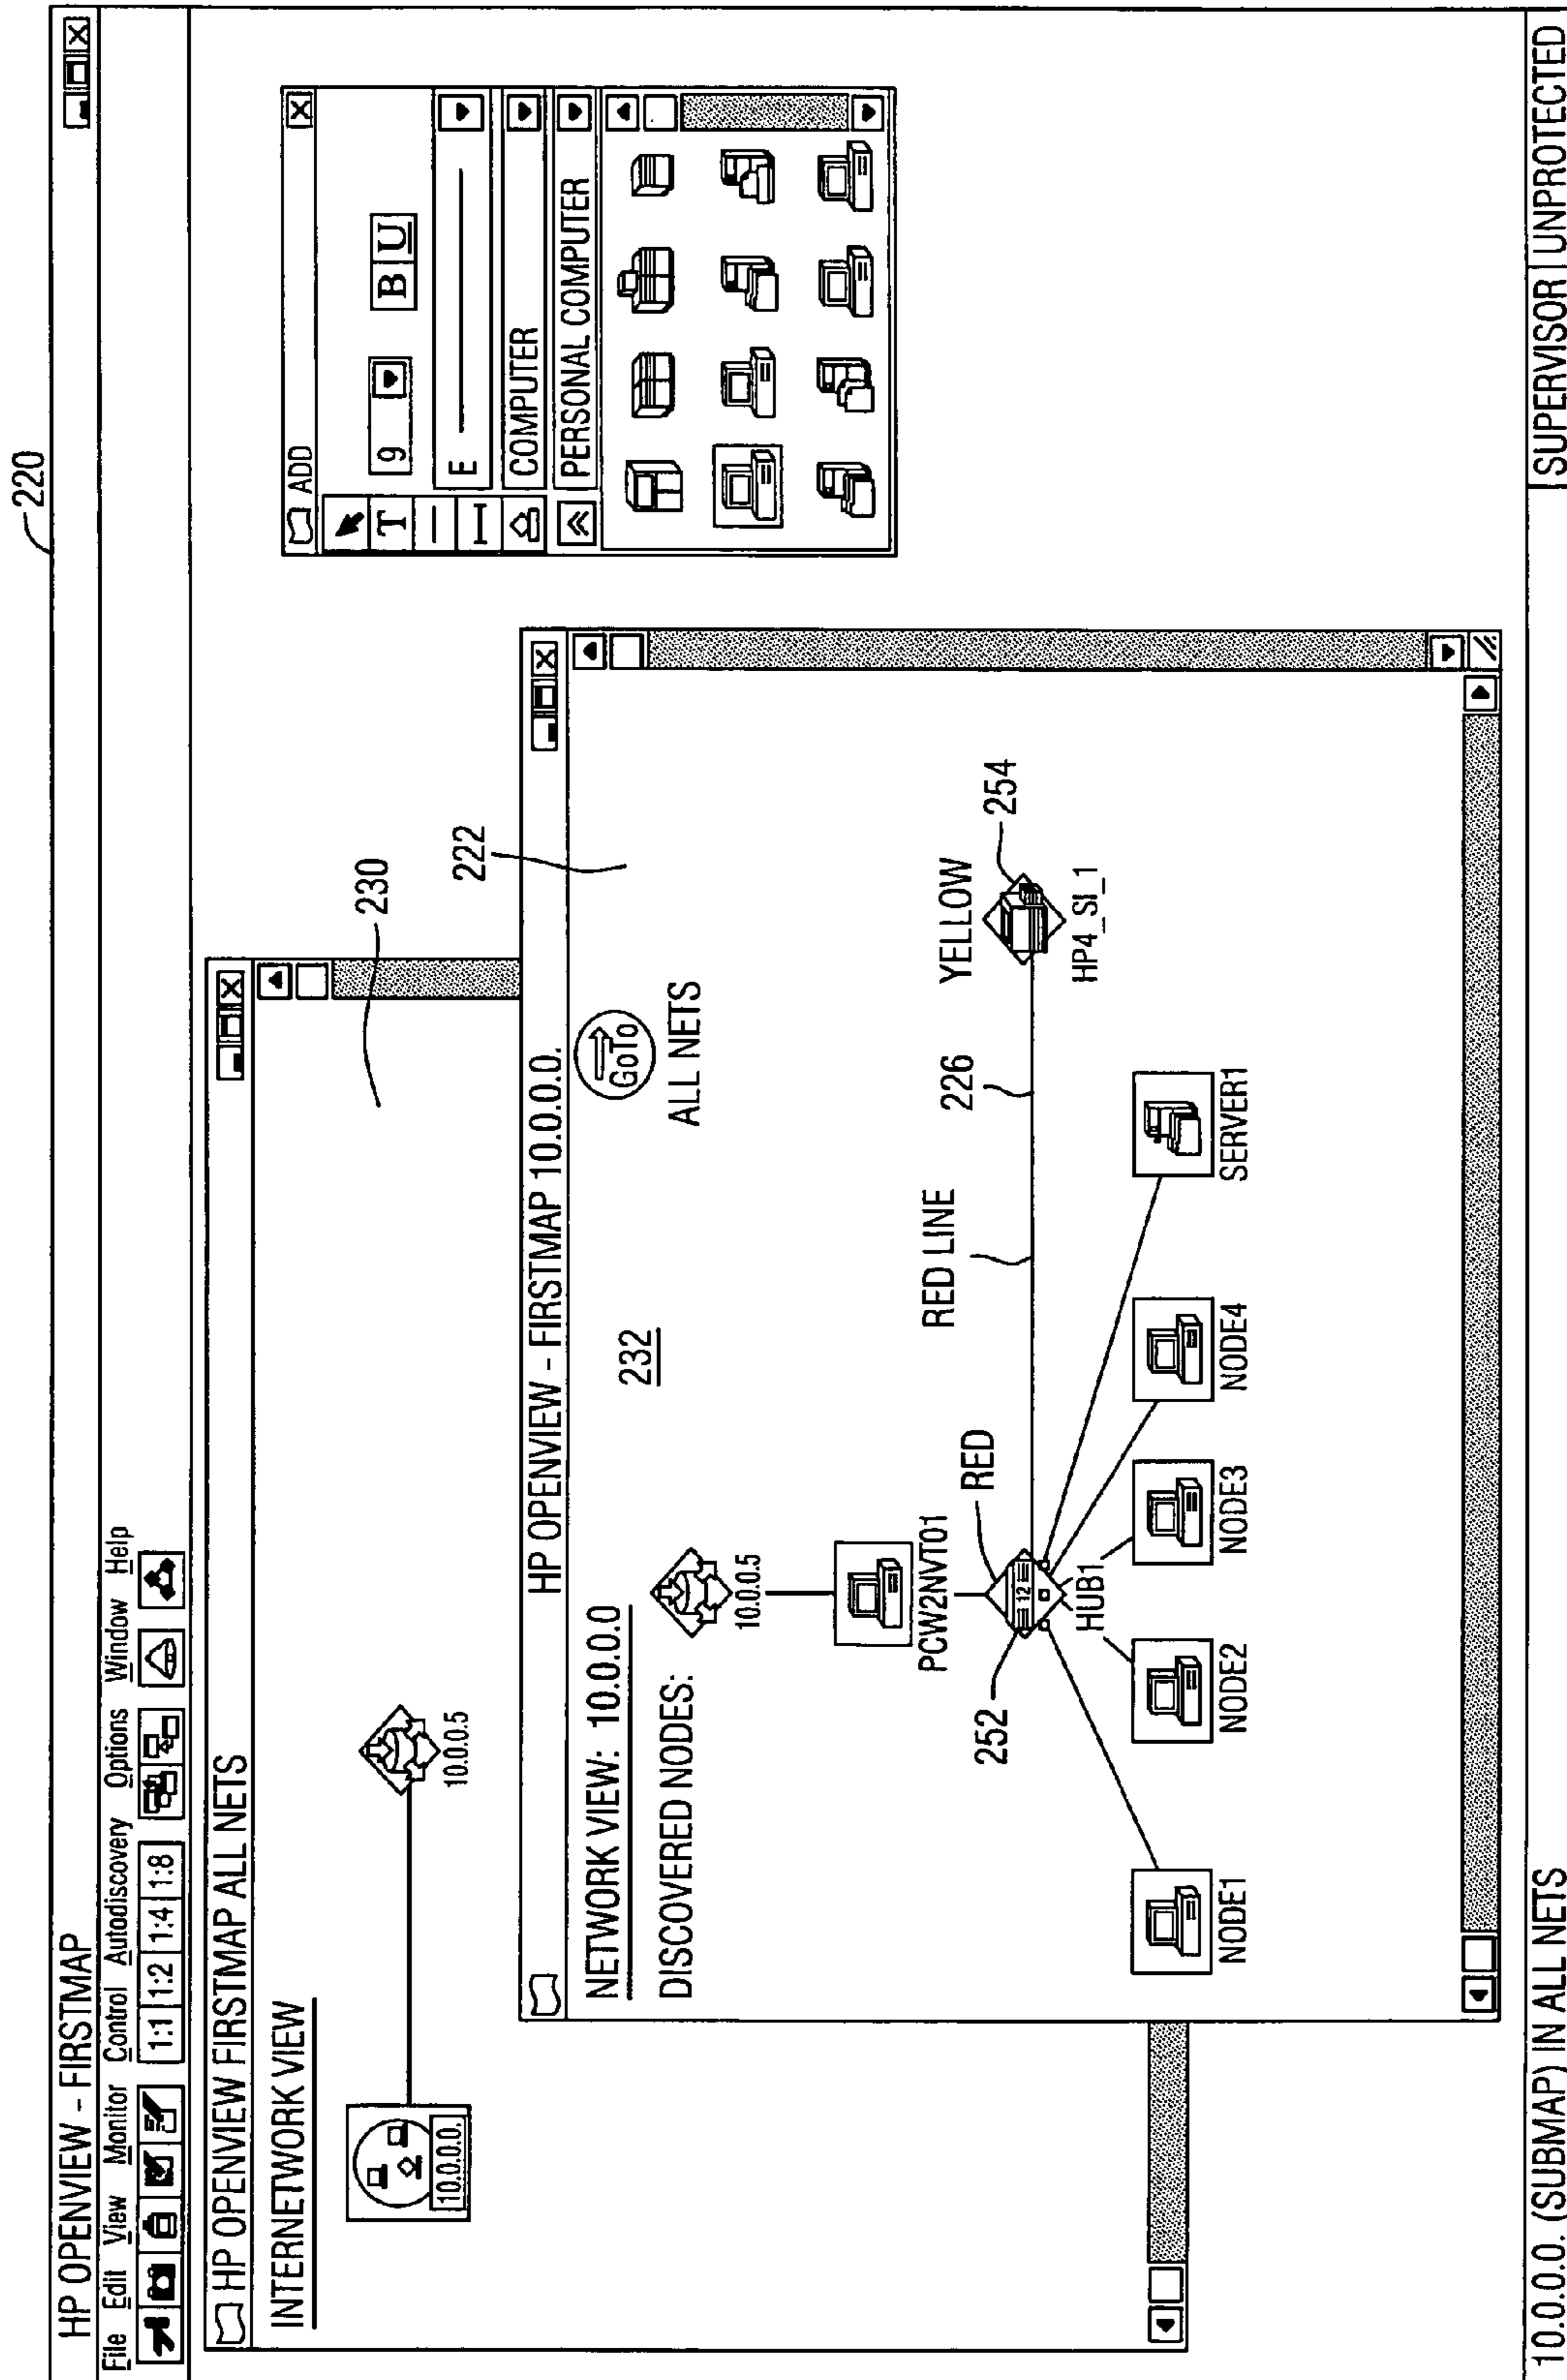 220
HP OPENVIEW - FIRSTMAP
File Edit View Monitor Control Autodiscovery Options Window Help
1:1 1:2 1:4 1:8
HP OPENVIEW FIRSTMAP ALL NETS
INTERNETWORK VIEW
10.0.0.0.
10.0.0.5
230
222
ADD
T
9
B U
E
COMPUTER
PERSONAL COMPUTER
HP OPENVIEW - FIRSTMAP 10.0.0.0.
NETWORK VIEW: 10.0.0.0
232
GoTo
ALL NETS
DISCOVERED NODES:
10.0.0.5
PCW2NVT01
RED
252
12
HUB1
RED LINE
226
YELLOW
254
HP4_SI_1
NODE1
NODE2
NODE3
NODE4
SERVER1
10.0.0.0. (SUBMAP) IN ALL NETS
SUPERVISOR
UNPROTECTED